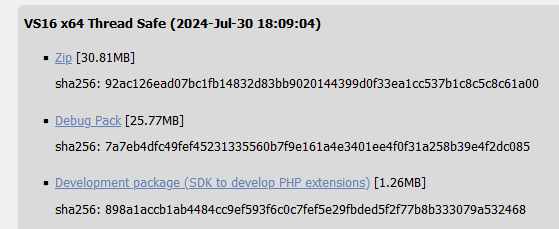 VS16 x64 Thread Safe (2024-Jul-30 18:09:04)
Zip [30.81MB]
sha256: 92ac126ead07bc1fb14832d83bb9020144399d0f33ea1cc537b1c8c5c8c61a00
Debug Pack [25.77MB]
sha256: 7a7eb4dfc49fef45231335560b7f9e161a4e3401ee4f0f31a258b39e4f2dc085
Development package (SDK to develop PHP extensions) [1.26MB]
sha256: 898a1accb1ab4484cc9ef593f6c0c7fef5e29fbded5f2f77b8b333079a532468